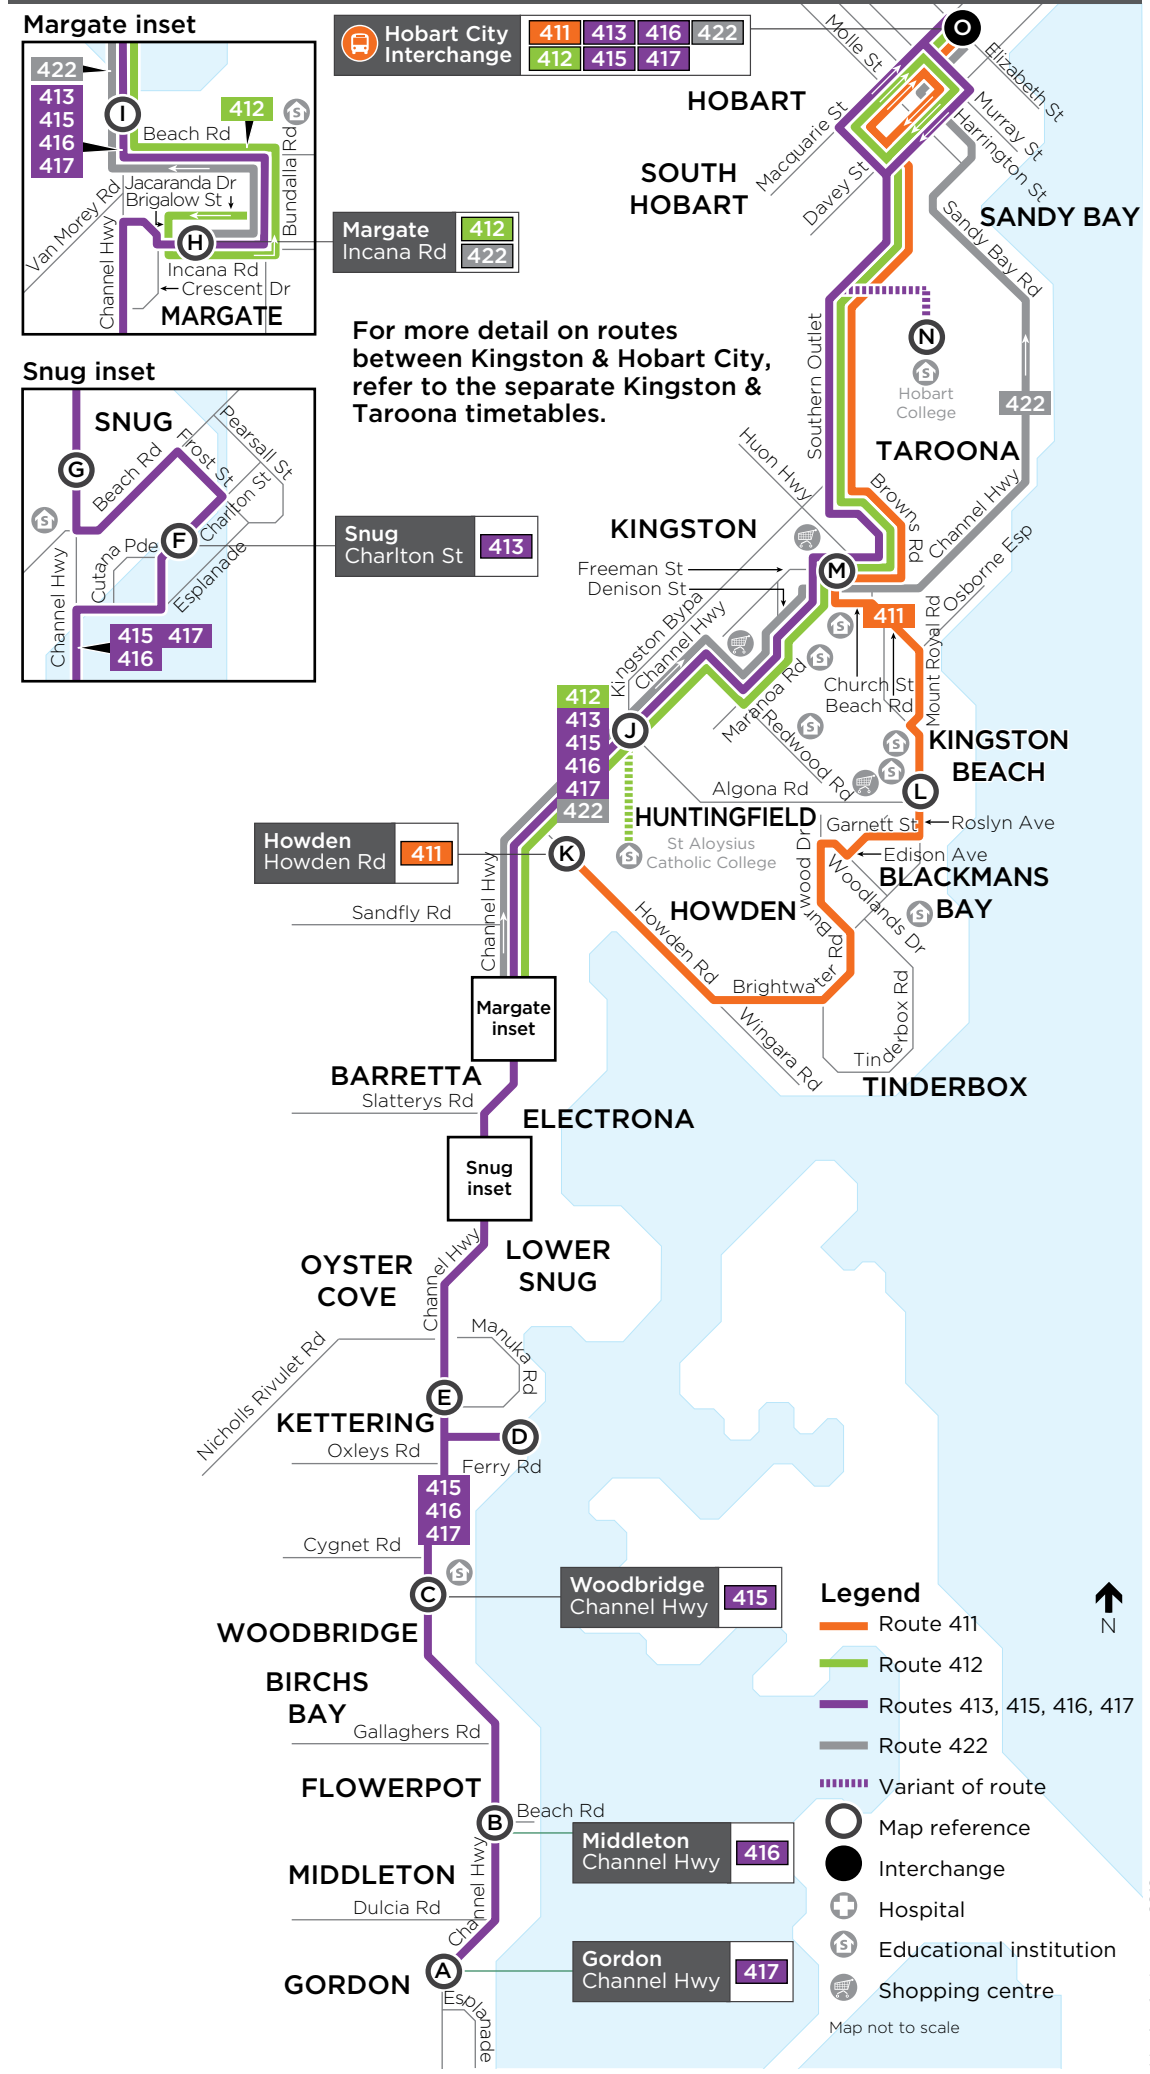 Margate inset
422
413
415
416
417
I
412
Beach Rd
Bundalla Rd
Jacaranda Dr
Brigalow St
Van Morey Rd
Channel Hwy
H
Incana Rd
Crescent Dr
MARGATE
Margate
Incana Rd
412
422
Hobart City
Interchange
411 413 416 422
412 415 417
O
Molle St
Elizabeth St
HOBART
Murray St
Harrington St
Macquarie St
Davey St
SOUTH
HOBART
SANDY BAY
Sandy Bay Rd
For more detail on routes
between Kingston & Hobart City,
refer to the separate Kingston &
Taroona timetables.
Southern Outlet
N
Hobart
College
422
TAROONA
Snug inset
SNUG
G
Beach Rd
Frost St
Pearsall St
Charlton St
F
Cutana Pde
Esplanade
Channel Hwy
415 417
416
Snug
Charlton St
413
Huon Hwy
Browns Rd
Channel Hwy
KINGSTON
Osborne Esp
Freeman St
Denison St
M
411
Kingston Bypa
Channel Hwy
Mount Royal Rd
Church St
Beach Rd
Maranoa Rd
Redwood Rd
412
413
415
416
417
422
J
KINGSTON
BEACH
Algona Rd
L
HUNTINGFIELD
St Aloysius
Catholic College
Garnett St
Roslyn Ave
Edison Ave
Howden
Howden Rd
411
K
Burwood Dr
Woodlands Dr
BLACKMANS
BAY
HOWDEN
Channel Hwy
Sandfly Rd
Howden Rd
Brightwater Rd
Wingara Rd
Tinderbox Rd
TINDERBOX
Margate
inset
BARRETTA
Slatterys Rd
ELECTRONA
Snug
inset
OYSTER
COVE
Channel Hwy
LOWER
SNUG
Nicholls Rivulet Rd
Manuka Rd
E
KETTERING
D
Oxleys Rd
Ferry Rd
415
416
417
Cygnet Rd
C
Woodbridge
Channel Hwy
415
WOODBRIDGE
BIRCHS
BAY
Gallaghers Rd
FLOWERPOT
B
Beach Rd
Middleton
Channel Hwy
416
MIDDLETON
Channel Hwy
Dulcia Rd
A
GORDON
Gordon
Channel Hwy
417
Esplanade
Legend
N
Route 411
Route 412
Routes 413, 415, 416, 417
Route 422
Variant of route
Map reference
Interchange
Hospital
Educational institution
Shopping centre
Map not to scale